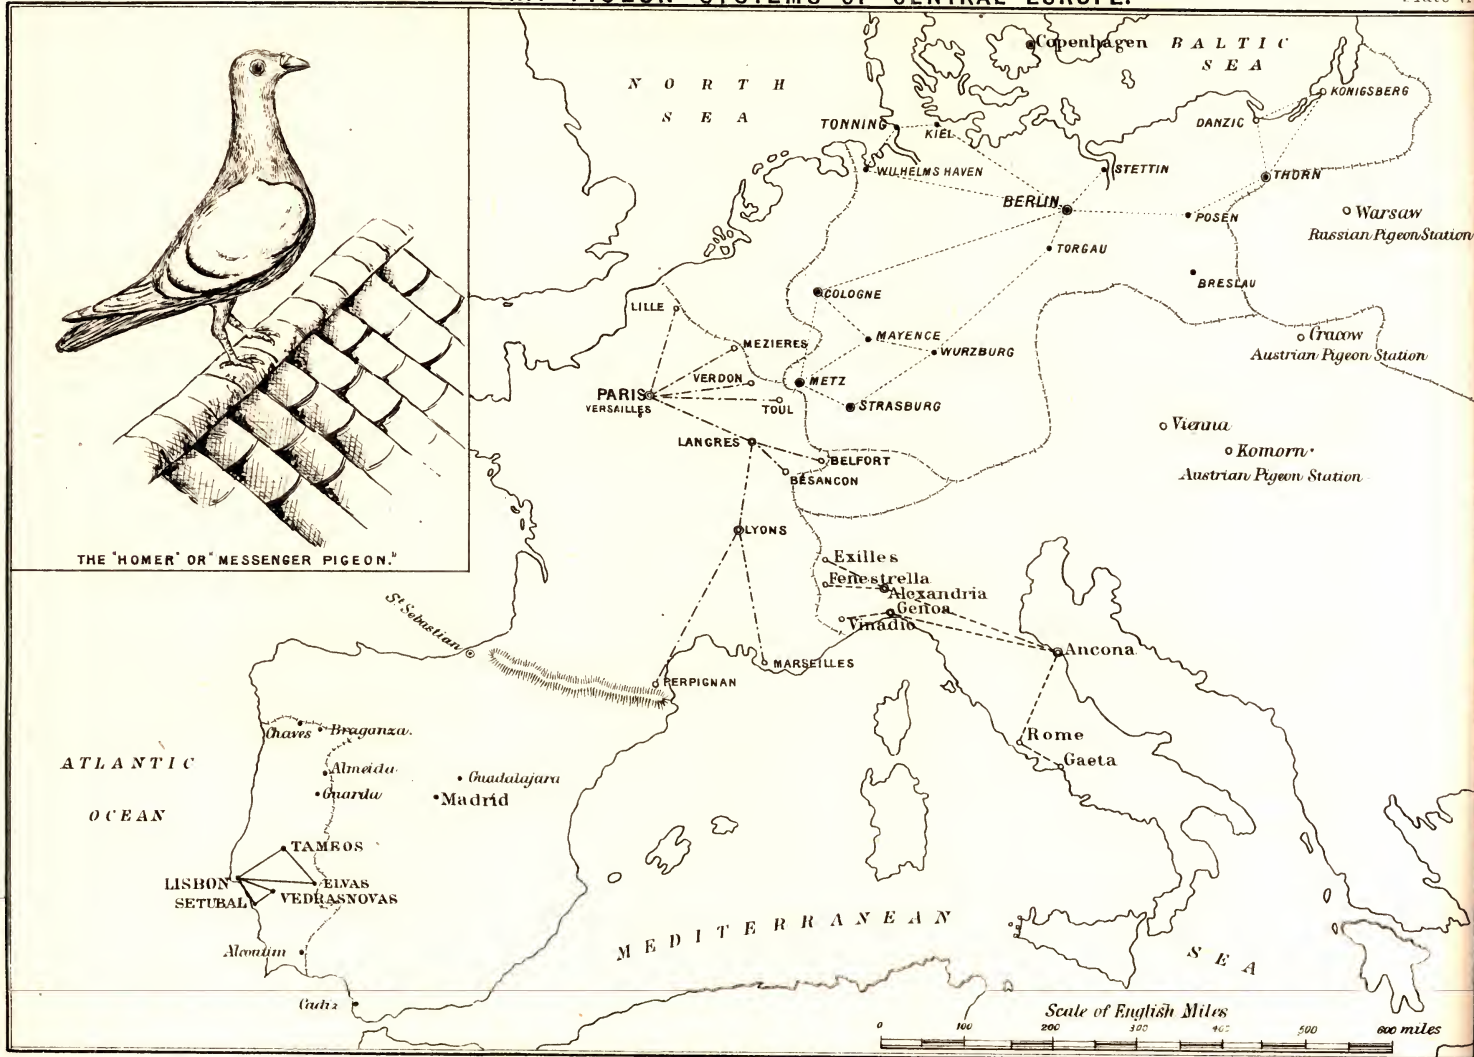 PIGEON SYSTEMS OF CENTRAL EUROPE.
THE "HOMER" OR "MESSENGER PIGEON."
NORTH
SEA
Copenhagen
BALTIC
SEA
KÖNIGSBERG
DANZIC
TONNING
KIEL
WILHELMSHAVEN
STETTIN
THORN
BERLIN
POSEN
Warsaw
Russian Pigeon Station
TORGAU
BRESLAU
COLOGNE
LILLE
MAYENCE
WURZBURG
MEZIERES
Cracow
Austrian Pigeon Station
VERDON
METZ
PARIS
VERSAILLES
TOUL
STRASBURG
Vienna
LANGRES
Komorn
BELFORT
BESANCON
Austrian Pigeon Station
LYONS
Exilles
Fenestrella
Alexandria
Genoa
Vinadio
St Sebastian
Ancona
MARSEILLES
PERPIGNAN
Chaves
Braganza.
Rome
Gaeta
ATLANTIC
OCEAN
Almeida
Guarda
Guadalajara
Madrid
TAMROS
LISBON
ELVAS
SETUBAL
VEDRASNOVAS
MEDITERRANEAN
SEA
Alcoutim
Cadiz
Scale of English Miles
0 100 200 300 400 500 600 miles